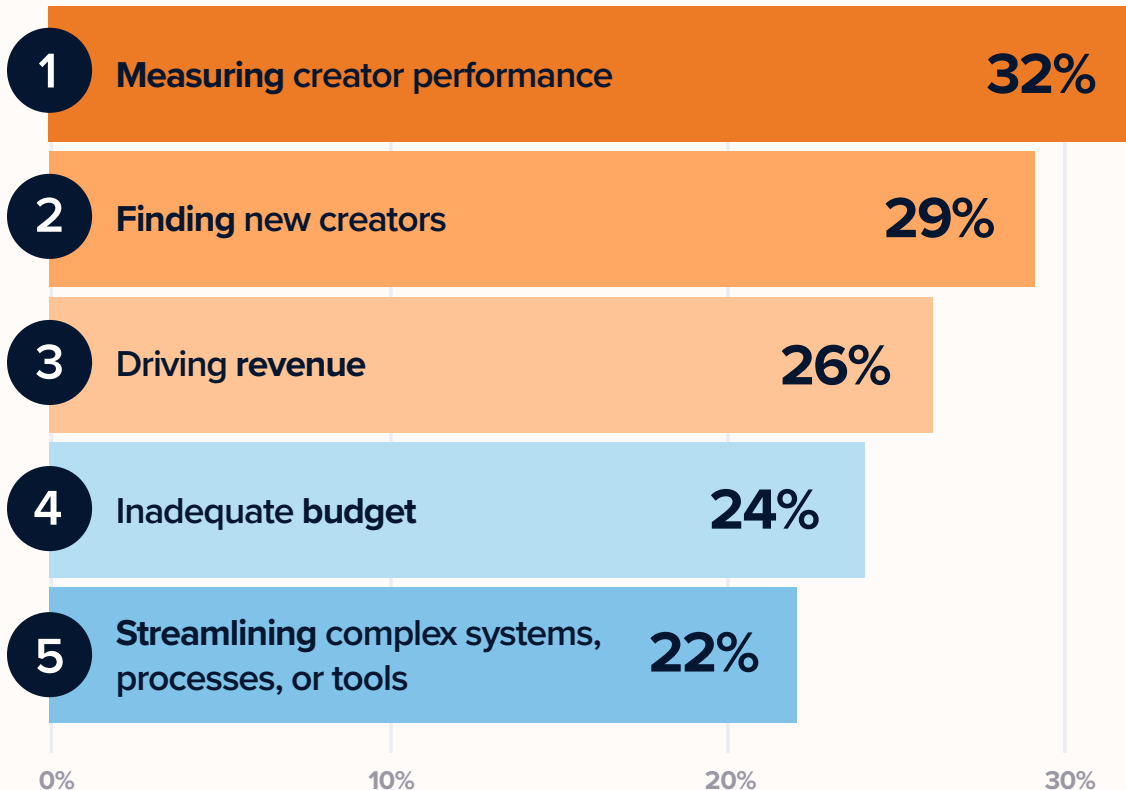 1 Measuring creator performance 32%
2 Finding new creators 29%
3 Driving revenue 26%
4 Inadequate budget 24%
5 Streamlining complex systems, 22%
processes, or tools
0% 10% 20% 30%